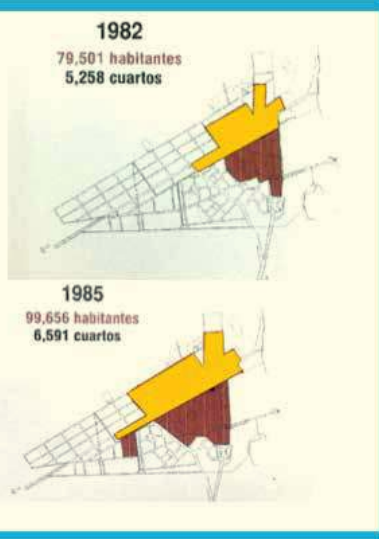 1982
79,501 habitantes
5,258 cuartos
1985
99,656 habitantes
6,591 cuartos